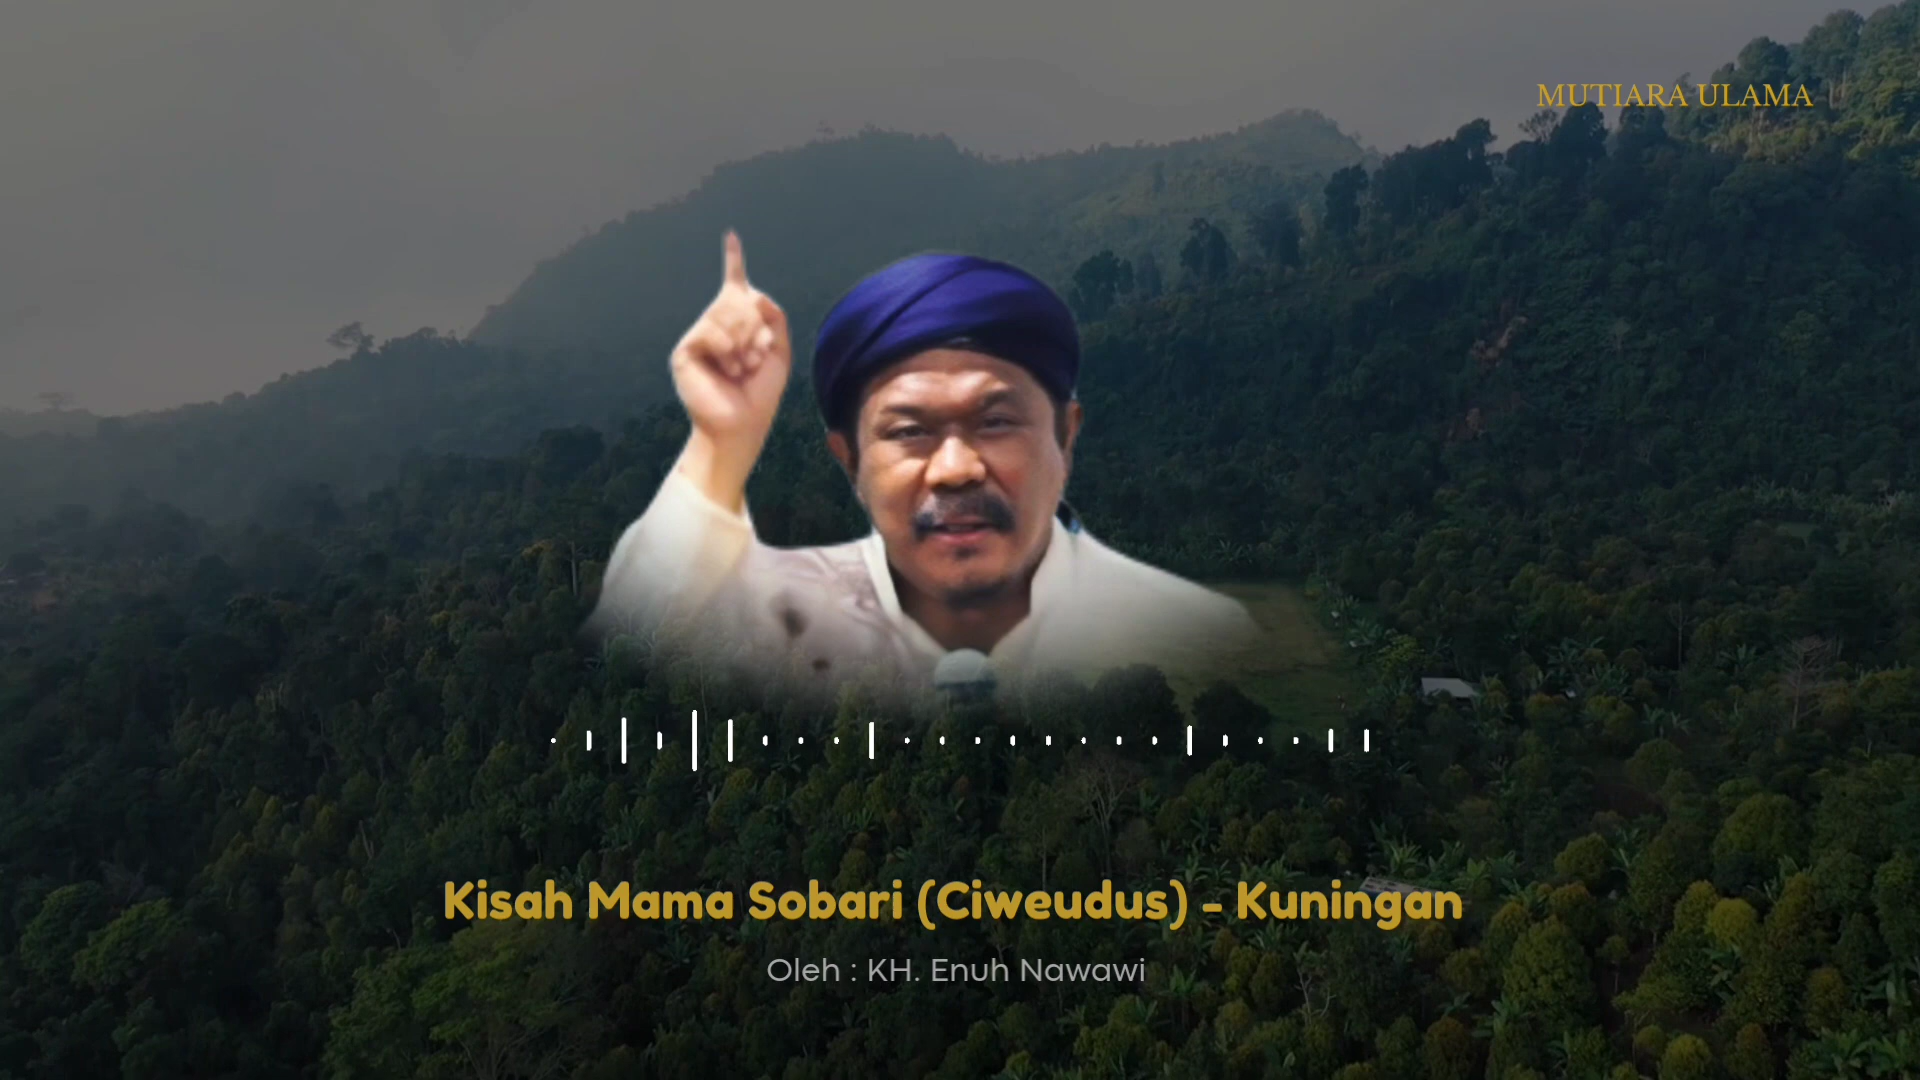 MUTIARA ULAMA
Kisah Mama Sobari (Ciweudus) - Kuningan
Oleh : KH. Enuh Nawawi